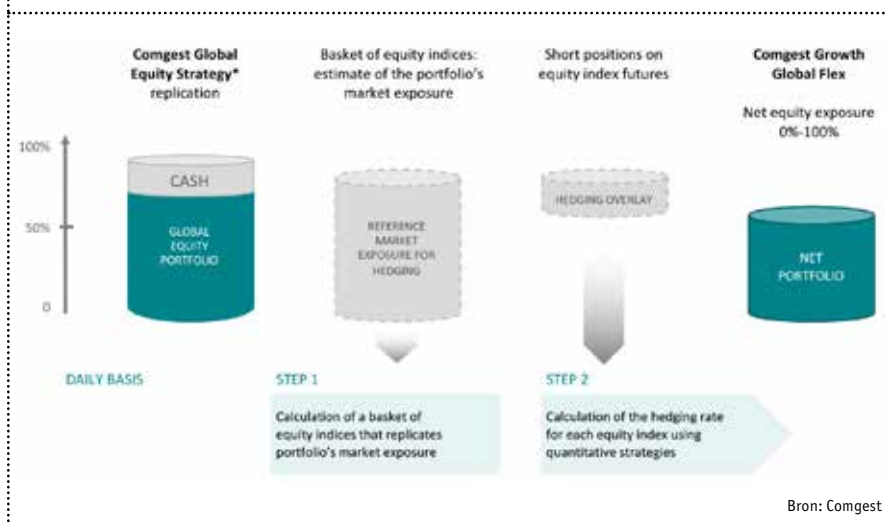 Comgest Global
Equity Strategy*
replication
Basket of equity indices:
estimate of the portfolio's
market exposure
Short positions on
equity index futures
Comgest Growth
Global Flex
Net equity exposure
0%-100%
100%
50%
0
CASH
GLOBAL
EQUITY
PORTFOLIO
REFERENCE
MARKET
EXPOSURE FOR
HEDGING
HEDGING OVERLAY
NET
PORTFOLIO
DAILY BASIS
STEP 1
Calculation of a basket of
equity indices that replicates
portfolio's market exposure
STEP 2
Calculation of the hedging rate
for each equity index using
quantitative strategies
Bron: Comgest